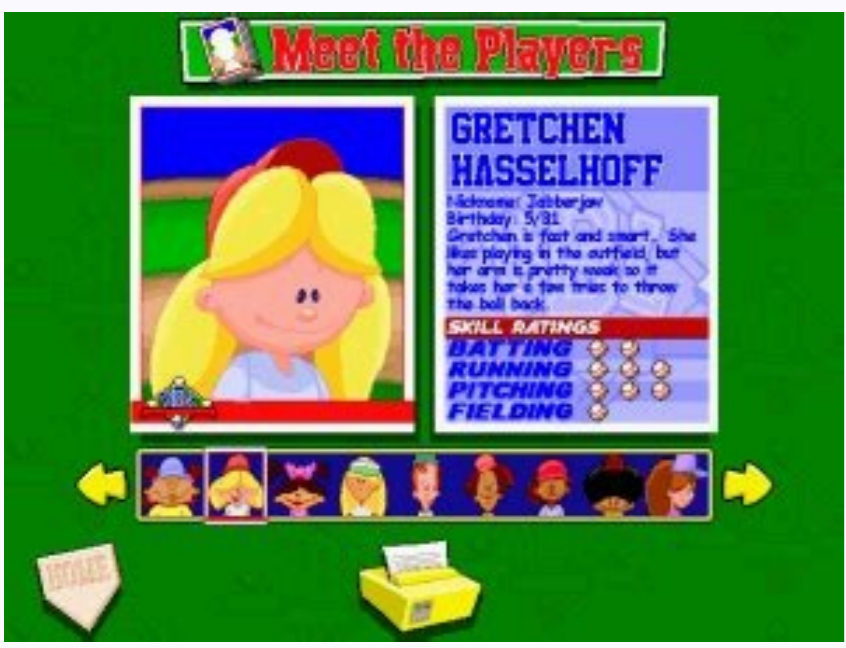 Meet the Players
GRETCHEN
HASSELHOFF
Nickname: Jabberjaw
Birthday: 5/31
Gretchen is fast and smart. She
likes playing in the outfield, but
her arm is pretty weak so it
takes her a few tries to throw
the ball back.
SKILL RATINGS
BATTING
RUNNING
PITCHING
FIELDING
HOME